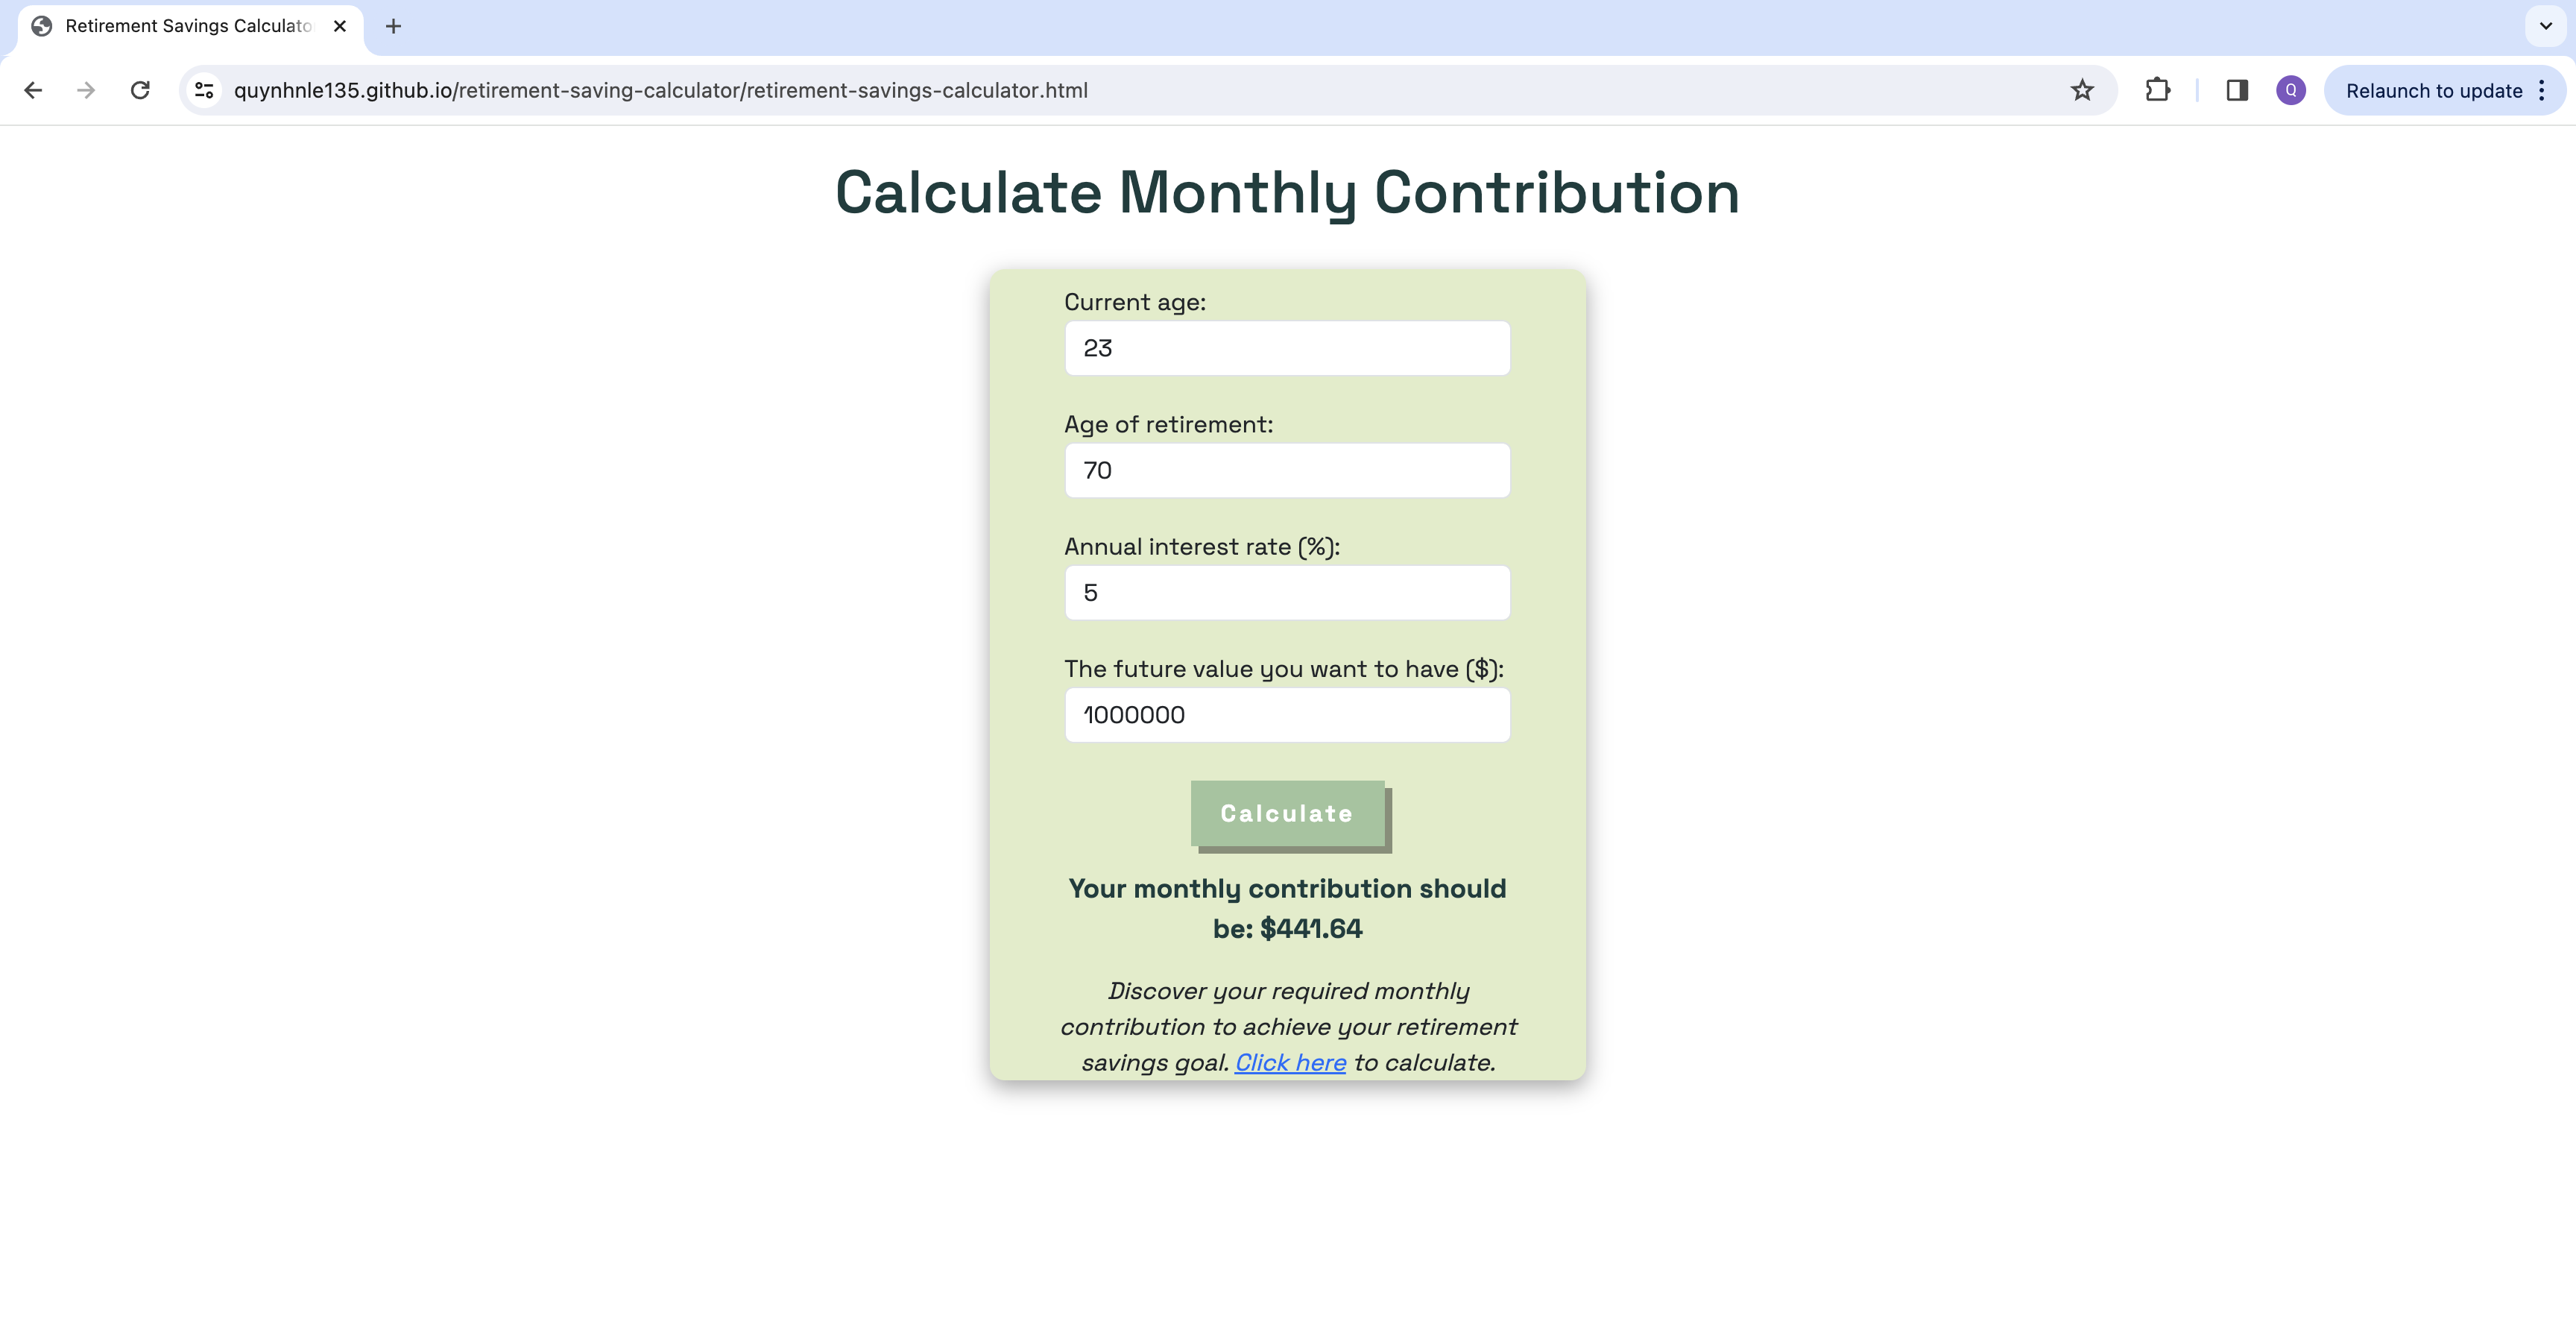 Retirement Savings Calculato
quynhnle135.github.io/retirement-saving-calculator/retirement-savings-calculator.html
Q
Relaunch to update
Calculate Monthly Contribution
Current age:
23
Age of retirement:
70
Annual interest rate (%):
5
The future value you want to have ($):
1000000
Calculate
Your monthly contribution should
be: $441.64
Discover your required monthly
contribution to achieve your retirement
savings goal. Click here to calculate.